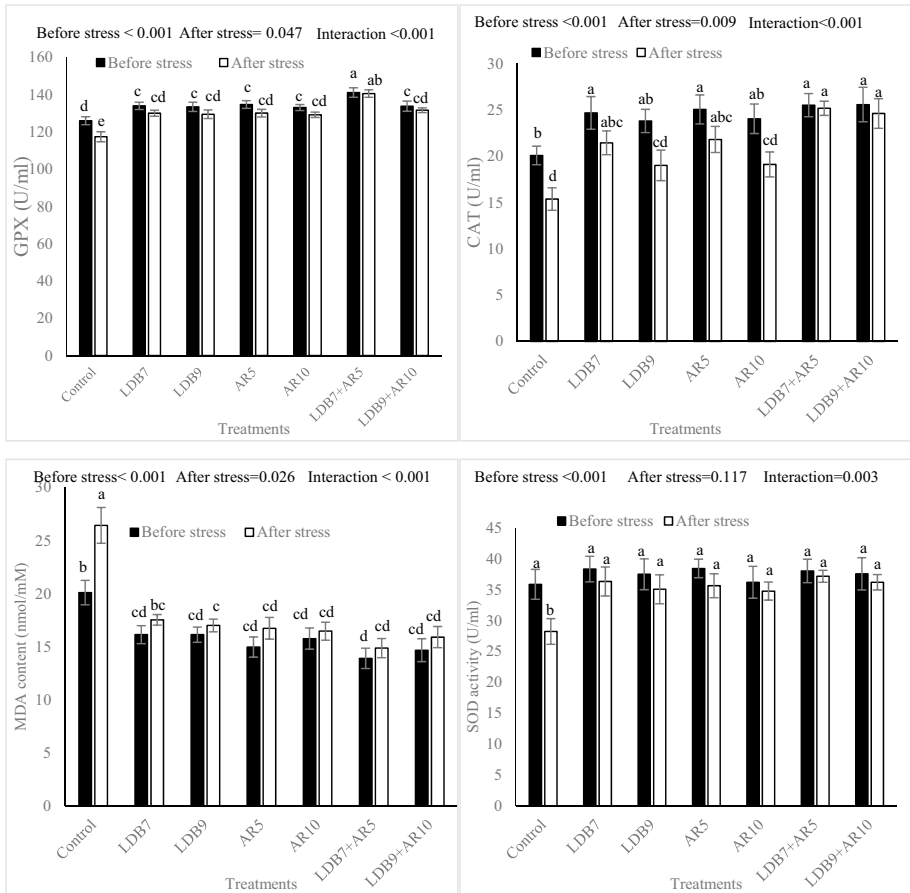 Before stress < 0.001 After stress= 0.047 Interaction <0.001
Before stress After stress
GPX (U/ml)
160
140
120
100
80
60
40
20
0
d e c cd c cd c cd c cd a ab c cd
Control LDB7 LDB9 AR5 AR10 LDB7+AR5 LDB9+AR10
Treatments
Before stress <0.001 After stress=0.009 Interaction<0.001
Before stress After stress
CAT (U/ml)
30
25
20
15
10
5
0
b d a abc ab cd a abc ab cd a a a a
Control LDB7 LDB9 AR5 AR10 LDB7+AR5 LDB9+AR10
Treatments
Before stress< 0.001 After stress=0.026 Interaction < 0.001
Before stress After stress
MDA content (nmol/mM)
30
25
20
15
10
5
0
b a cd bc cd c cd cd cd cd d cd cd cd
Control LDB7 LDB9 AR5 AR10 LDB7+AR5 LDB9+AR10
Treatments
Before stress <0.001 After stress=0.117 Interaction=0.003
Before stress After stress
SOD activity (U/ml)
45
40
35
30
25
20
15
10
5
0
a b a a a a a a a a a a a a
Control LDB7 LDB9 AR5 AR10 LDB7+AR5 LDB9+AR10
Treatments